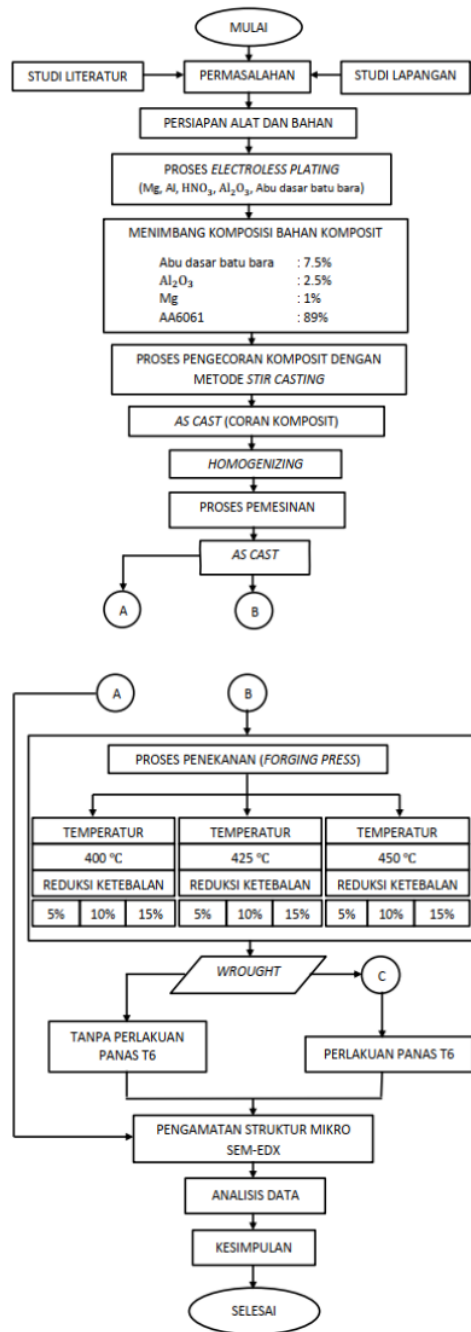 MULAI
STUDI LITERATUR
PERMASALAHAN
STUDI LAPANGAN
PERSIAPAN ALAT DAN BAHAN
PROSES ELECTROLESS PLATING
(Mg, Al, HNO₃, Al₂O₃, Abu dasar batu bara)
MENIMBANG KOMPOSISI BAHAN KOMPOSIT
Abu dasar batu bara : 7.5%
Al₂O₃ : 2.5%
Mg : 1%
AA6061 : 89%
PROSES PENGECORAN KOMPOSIT DENGAN
METODE STIR CASTING
AS CAST (CORAN KOMPOSIT)
HOMOGENIZING
PROSES PEMESINAN
AS CAST
A
B
A
B
PROSES PENEKANAN (FORGING PRESS)
TEMPERATUR TEMPERATUR TEMPERATUR
400 °C 425 °C 450 °C
REDUKSI KETEBALAN REDUKSI KETEBALAN REDUKSI KETEBALAN
5% 10% 15% 5% 10% 15% 5% 10% 15%
WROUGHT
C
TANPA PERLAKUAN
PANAS T6
PERLAKUAN PANAS T6
PENGAMATAN STRUKTUR MIKRO
SEM-EDX
ANALISIS DATA
KESIMPULAN
SELESAI